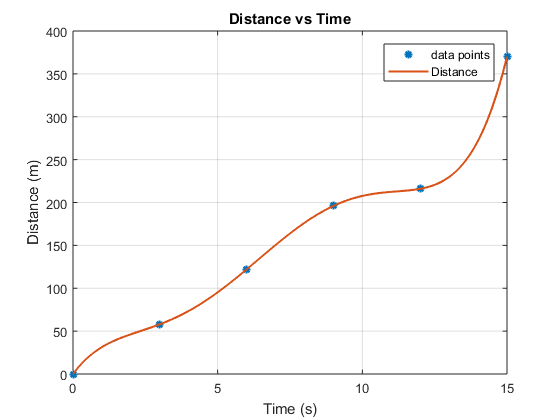 Distance vs Time
400
350
300
250
200
150
100
50
0
Distance (m)
data points
Distance
0
5
10
15
Time (s)